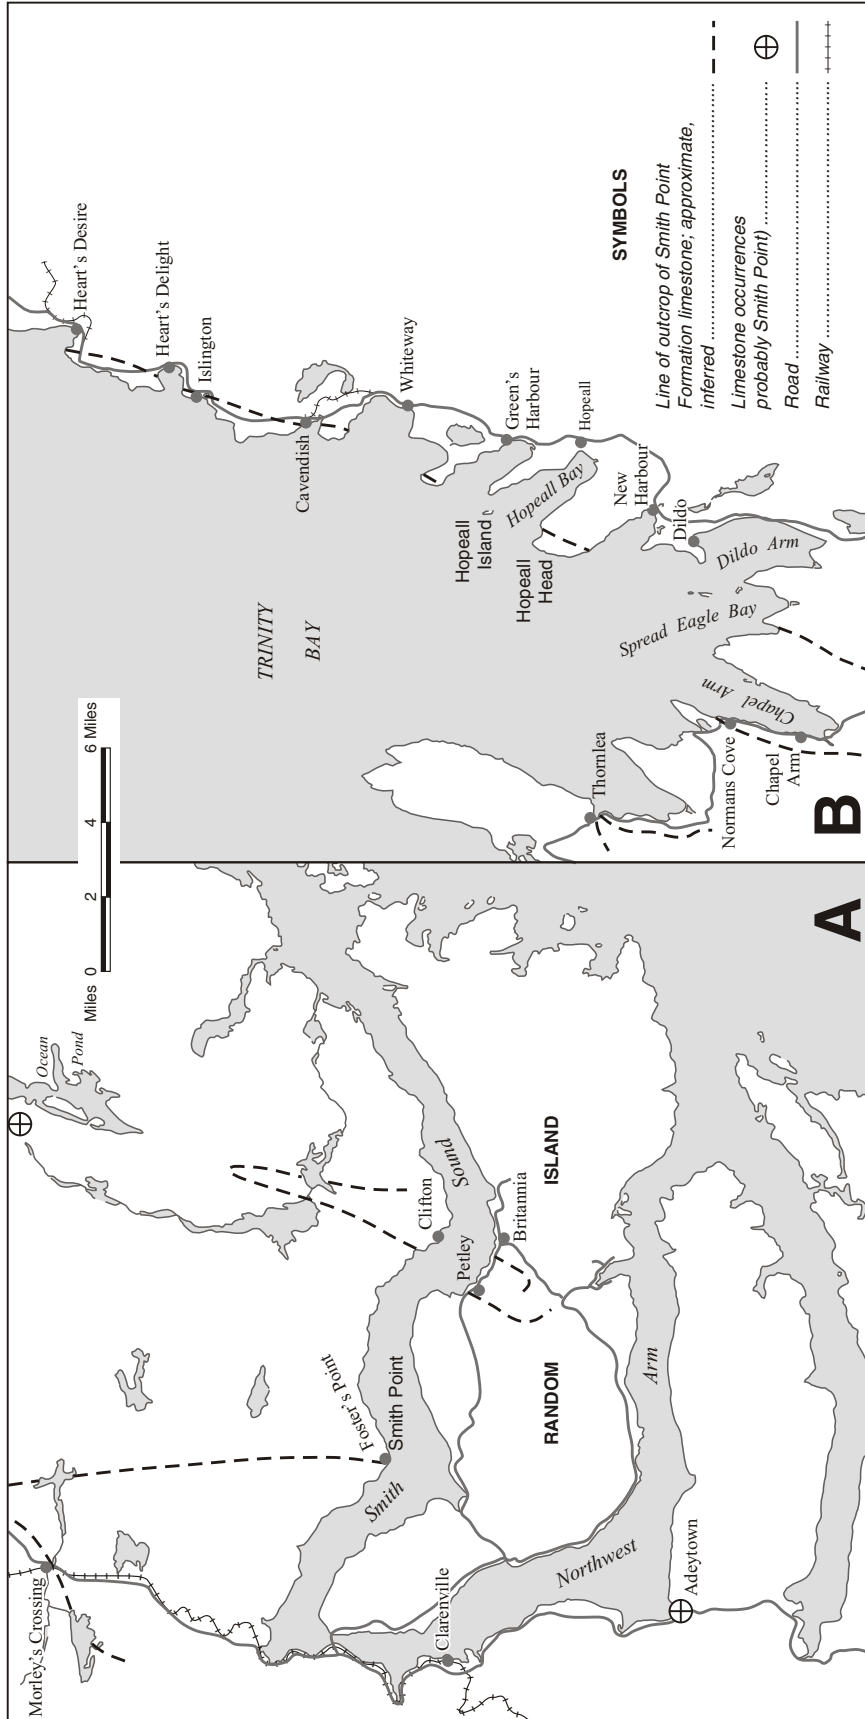 Morley's Crossing
Clarenville
Adeytown
Northwest
Arm
Smith
Sound
Foster's Point
Smith Point
RANDOM
ISLAND
Petley
Britannia
Clifton
Ocean
Pond
Miles 0 2 4 6 Miles
A
TRINITY
BAY
Heart's Desire
Heart's Delight
Islington
Cavendish
Whiteway
Green's
Harbour
Hopeall
Hopeall Bay
Hopeall
Island
Hopeall
Head
New
Harbour
Dildo
Dildo Arm
Spread Eagle Bay
Chapel Arm
Thornlea
Normans Cove
Chapel
Arm
B
SYMBOLS
Line of outcrop of Smith Point
Formation limestone; approximate,
inferred
Limestone occurrences
probably Smith Point)
Road
Railway